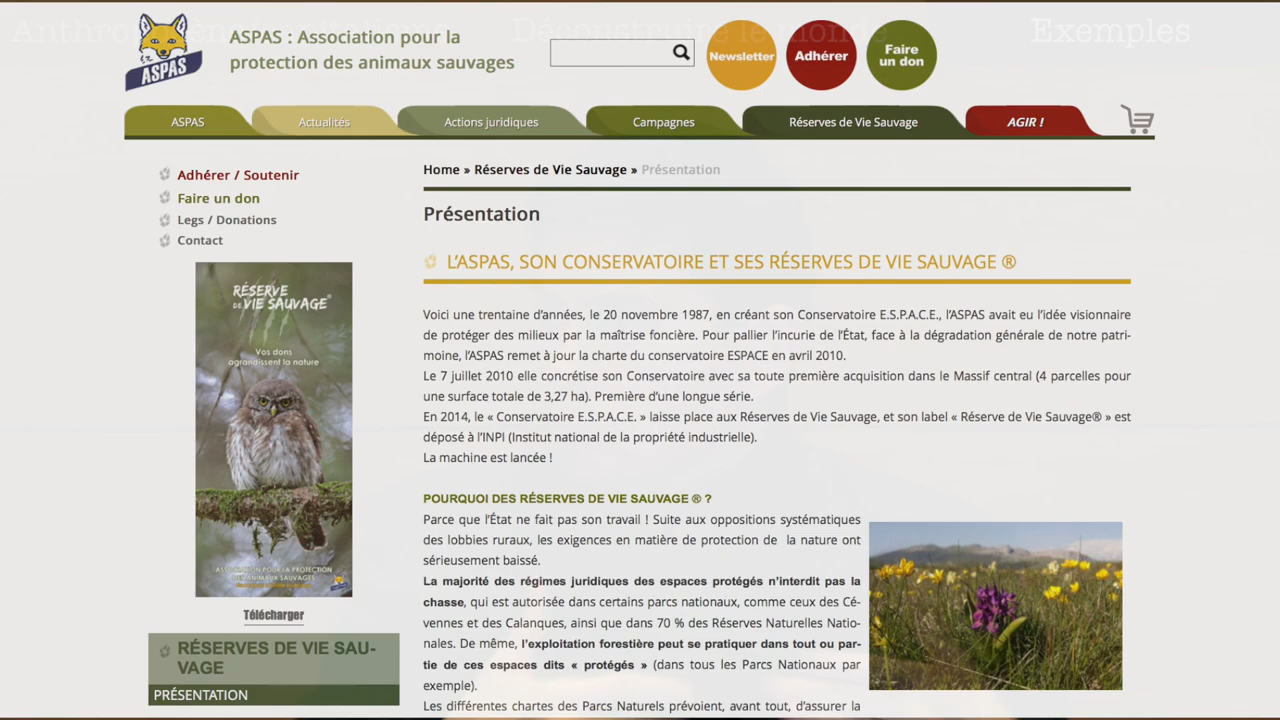 Déconstruire le monde
Exemples
ASPAS
ASPAS : Association pour la
protection des animaux sauvages
Newsletter
Adhérer
Faire
un don
ASPAS
Actualités
Actions juridiques
Campagnes
Réserves de Vie Sauvage
AGIR !
Adhérer / Soutenir
Faire un don
Legs / Donations
Contact
RÉSERVE
DE VIE SAUVAGE®
Vos dons
agrandissent la nature
ASSOCIATION POUR LA PROTECTION
DES ANIMAUX SAUVAGES
Télécharger
RÉSERVES DE VIE SAU-
VAGE
PRÉSENTATION
Home » Réserves de Vie Sauvage » Présentation
Présentation
L'ASPAS, SON CONSERVATOIRE ET SES RÉSERVES DE VIE SAUVAGE ®
Voici une trentaine d'années, le 20 novembre 1987, en créant son Conservatoire E.S.P.A.C.E., l'ASPAS avait eu l'idée visionnaire
de protéger des milieux par la maîtrise foncière. Pour pallier l'incurie de l'État, face à la dégradation générale de notre patri-
moine, l'ASPAS remet à jour la charte du conservatoire ESPACE en avril 2010.
Le 7 juillet 2010 elle concrétise son Conservatoire avec sa toute première acquisition dans le Massif central (4 parcelles pour
une surface totale de 3,27 ha). Première d'une longue série.
En 2014, le « Conservatoire E.S.P.A.C.E. » laisse place aux Réserves de Vie Sauvage, et son label « Réserve de Vie Sauvage® » est
déposé à l'INPI (Institut national de la propriété industrielle).
La machine est lancée !
POURQUOI DES RÉSERVES DE VIE SAUVAGE ® ?
Parce que l'État ne fait pas son travail ! Suite aux oppositions systématiques
des lobbies ruraux, les exigences en matière de protection de la nature ont
sérieusement baissé.
La majorité des régimes juridiques des espaces protégés n'interdit pas la
chasse, qui est autorisée dans certains parcs nationaux, comme ceux des Cé-
vennes et des Calanques, ainsi que dans 70 % des Réserves Naturelles Natio-
nales. De même, l'exploitation forestière peut se pratiquer dans tout ou par-
tie de ces espaces dits « protégés » (dans tous les Parcs Nationaux par
exemple).
Les différentes chartes des Parcs Naturels prévoient, avant tout, d'assurer la